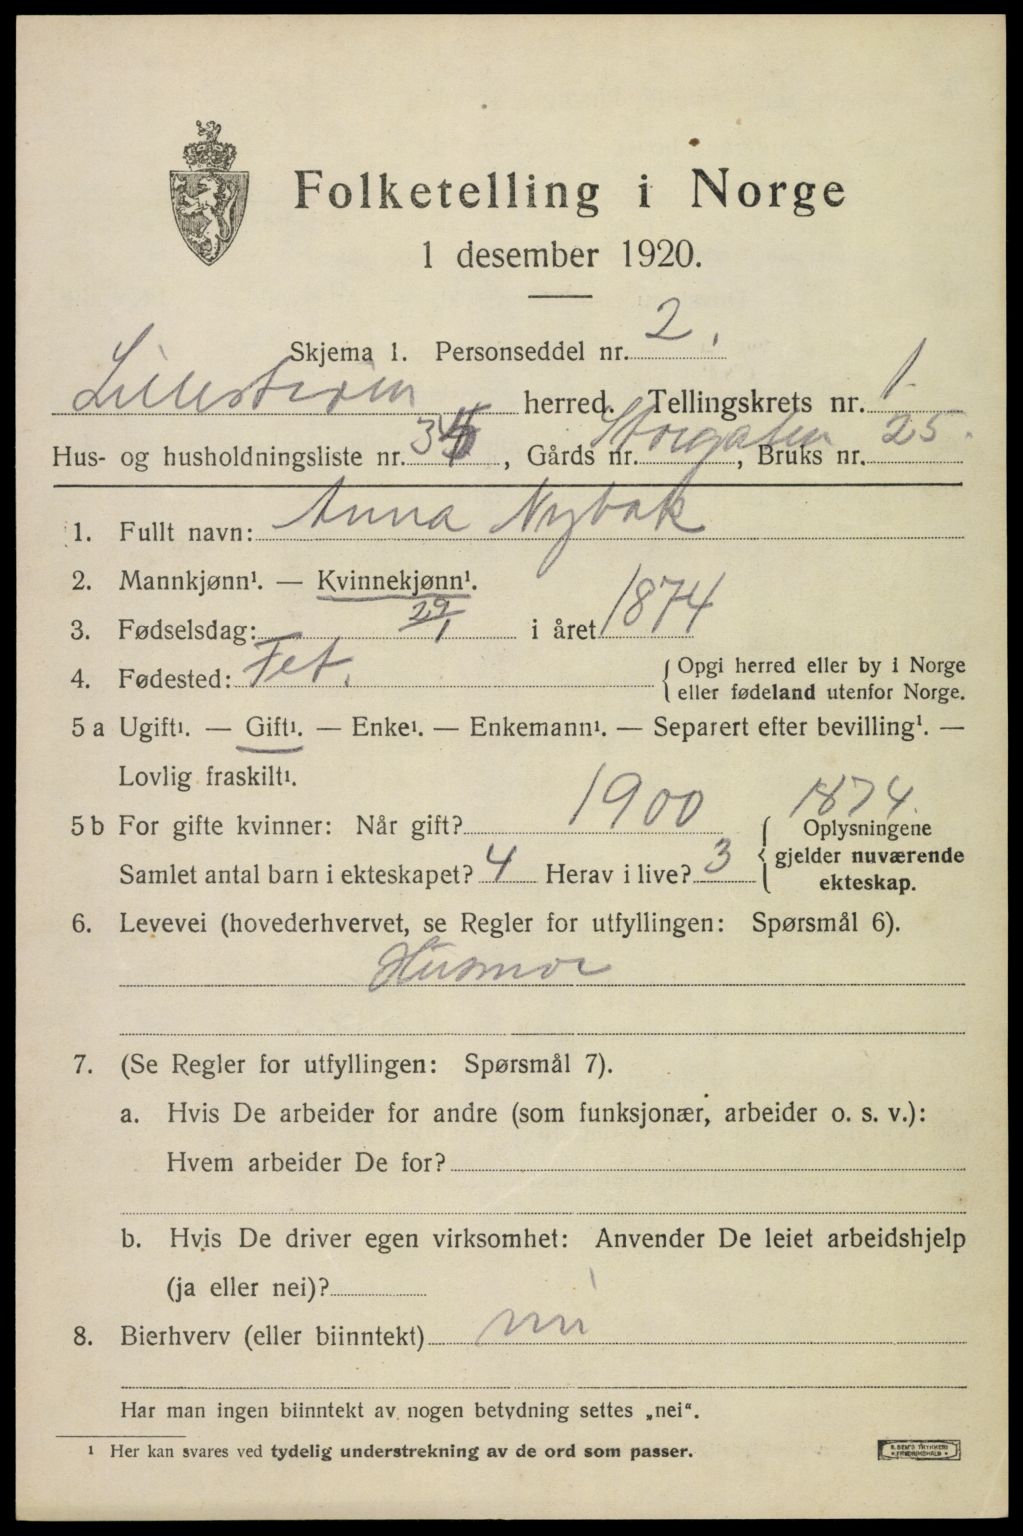 Folketelling i Norge
1 desember 1920.
Skjema 1. Personseddel nr. 2.
Lillestrøm herred. Tellingskrets nr. 1.
Hus- og husholdningsliste nr. 34, Gårds nr. Storgaten, Bruks nr. 25.
1. Fullt navn: Anna Nybak
2. Mannkjønn¹. — Kvinnekjønn¹.
3. Fødselsdag: 29/1 i året 1874
4. Fødested: Fet. Opgi herred eller by i Norge
eller fødeland utenfor Norge.
5 a Ugift¹. — Gift¹. — Enke¹. — Enkemann¹. — Separert efter bevilling¹. —
Lovlig fraskilt¹.
1874.
5 b For gifte kvinner: Når gift? 1900 Oplysningene
gjelder nuværende
Samlet antal barn i ekteskapet? 4 Herav i live? 3 ekteskap.
6. Levevei (hovederhvervet, se Regler for utfyllingen: Spørsmål 6).
Husmor
7. (Se Regler for utfyllingen: Spørsmål 7).
a. Hvis De arbeider for andre (som funksjonær, arbeider o. s. v.):
Hvem arbeider De for?
b. Hvis De driver egen virksomhet: Anvender De leiet arbeidshjelp
(ja eller nei)?
8. Bierhverv (eller biinntekt) nei
Har man ingen biinntekt av nogen betydning settes „nei".
¹ Her kan svares ved tydelig understrekning av de ord som passer.